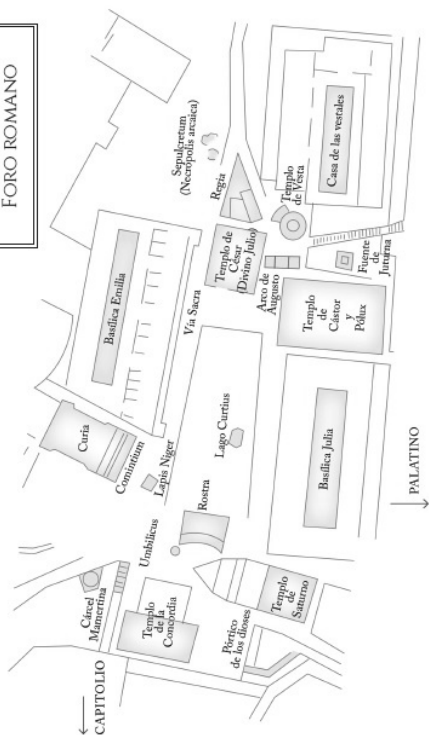 FORO ROMANO
Sepulcretum
(Necrópolis arcaica)
Regia
Templo
de Vesta
Casa de las vestales
Basílica Emilia
Vía Sacra
Templo de
César
(Divino Julio)
Arco de
Augusto
Fuente
de
Juturna
Templo
de
Cástor
y
Pólux
Curia
Comintium
Lapis Niger
Lago Curtius
Rostra
Umbilicus
Basílica Julia
PALATINO
Cárcel
Mamertina
Templo
de la
Concordia
Templo
de
Saturno
Pórtico
de los dioses
CAPITOLIO